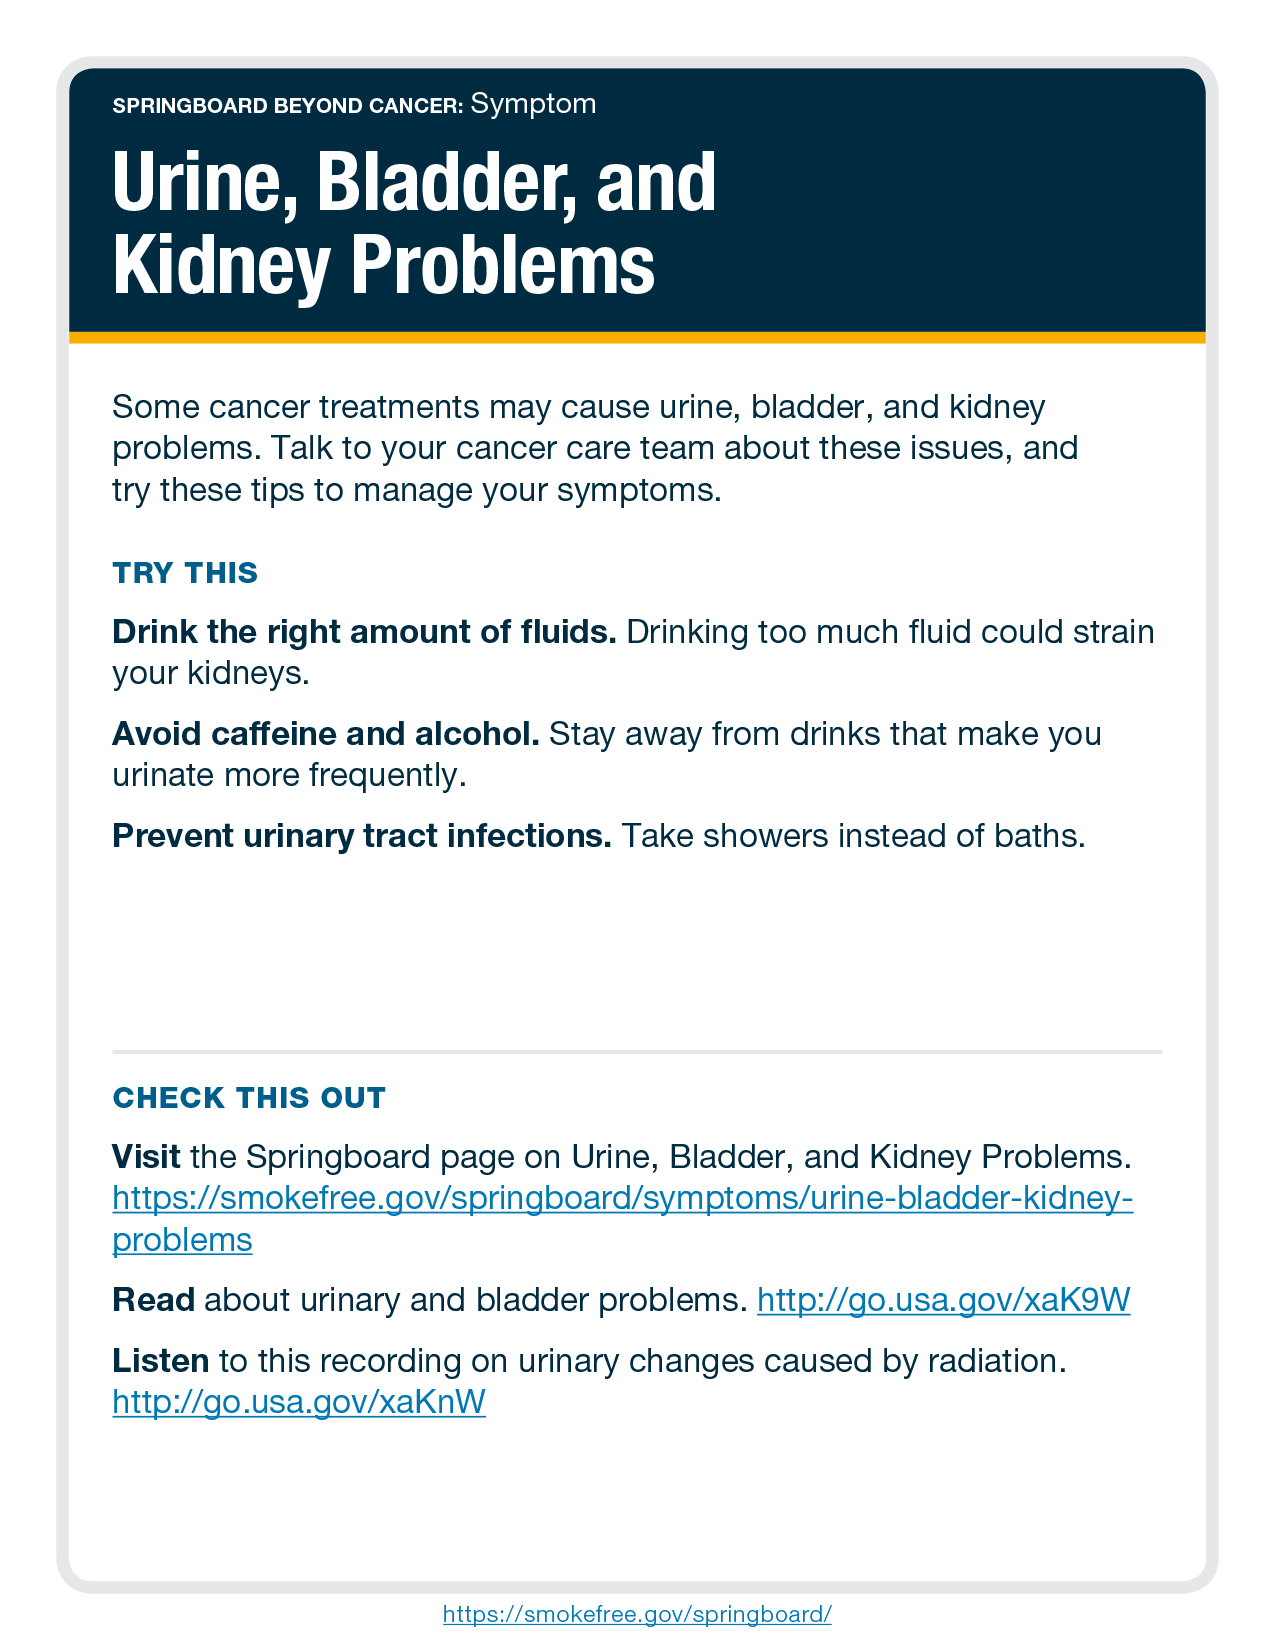 SPRINGBOARD BEYOND CANCER: Symptom
Urine, Bladder, and
Kidney Problems
Some cancer treatments may cause urine, bladder, and kidney
problems. Talk to your cancer care team about these issues, and
try these tips to manage your symptoms.
TRY THIS
Drink the right amount of fluids. Drinking too much fluid could strain
your kidneys.
Avoid caffeine and alcohol. Stay away from drinks that make you
urinate more frequently.
Prevent urinary tract infections. Take showers instead of baths.
CHECK THIS OUT
Visit the Springboard page on Urine, Bladder, and Kidney Problems.
https://smokefree.gov/springboard/symptoms/urine-bladder-kidney-
problems
Read about urinary and bladder problems. http://go.usa.gov/xaK9W
Listen to this recording on urinary changes caused by radiation.
http://go.usa.gov/xaKnW
https://smokefree.gov/springboard/